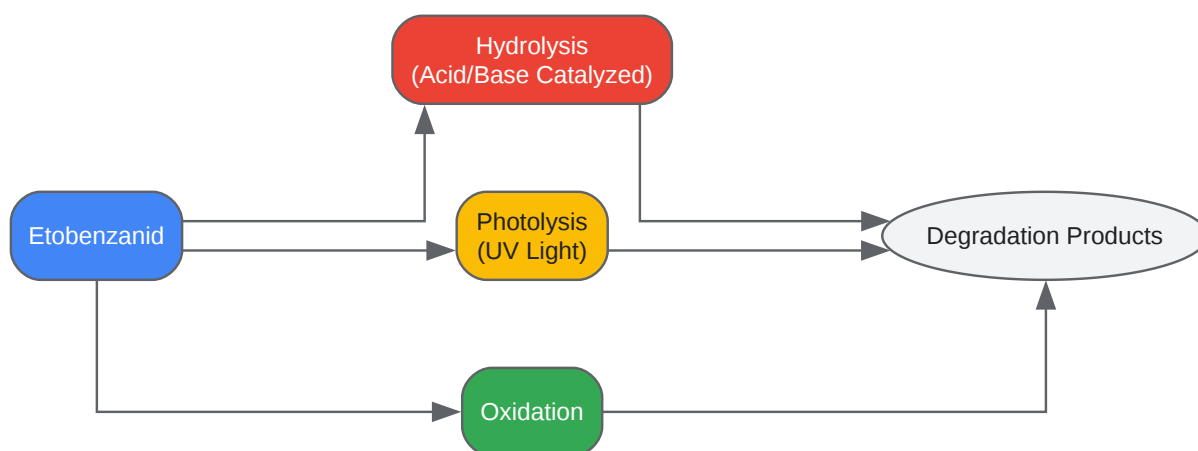 Hydrolysis
(Acid/Base Catalyzed)
Etobenzanid
Photolysis
(UV Light)
Degradation Products
Oxidation